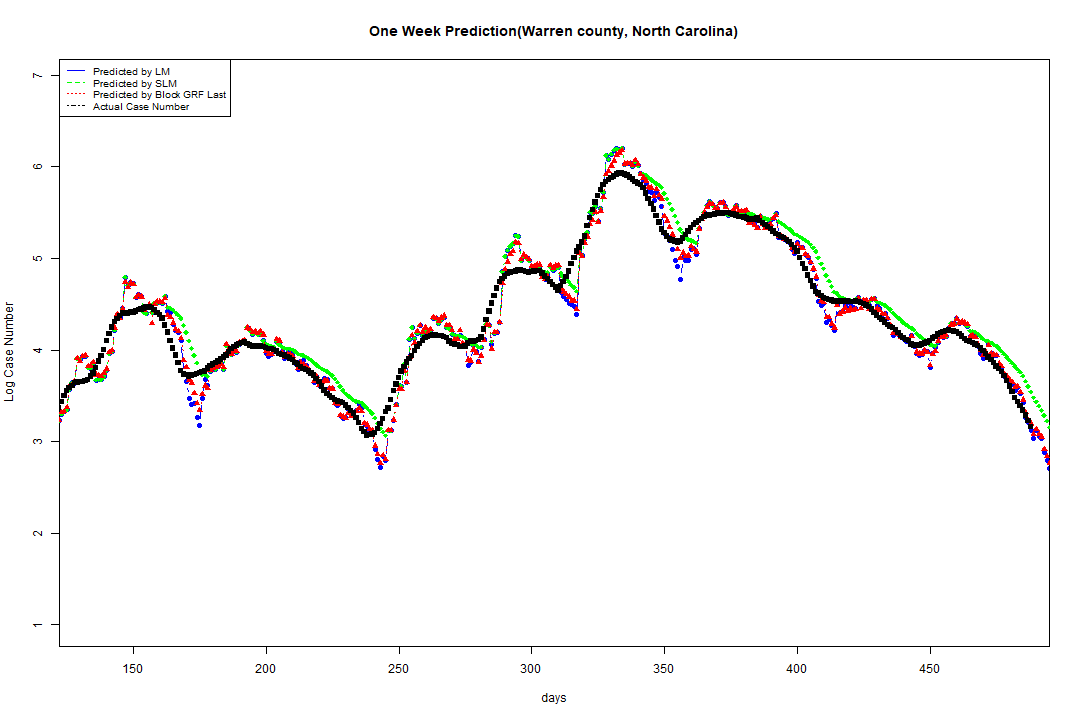 One Week Prediction(Warren county, North Carolina)
Predicted by LM
Predicted by SLM
Predicted by Block GRF Last
Actual Case Number
Log Case Number
7
6
5
4
3
2
1
150 200 250 300 350 400 450
days